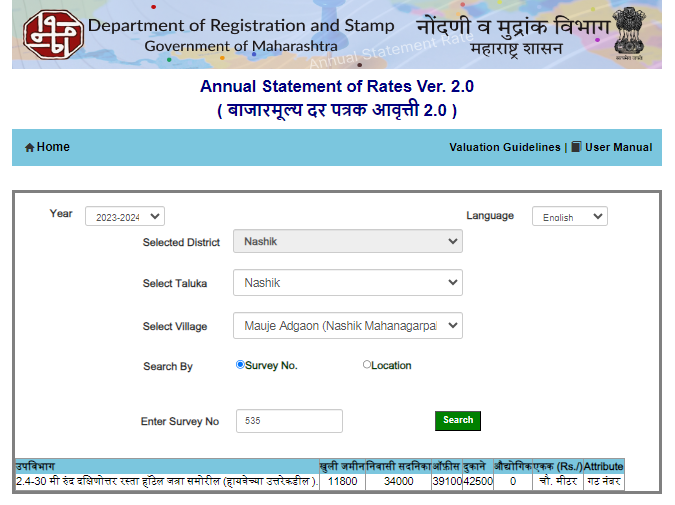 Department of Registration and Stamp नोंदणी व मुद्रांक विभाग
Government of Maharashtra महाराष्ट्र शासन
Annual Statement Rate
Annual Statement of Rates Ver. 2.0
( बाजारमूल्य दर पत्रक आवृत्ती 2.0 )
Home Valuation Guidelines | User Manual
Year 2023-2024 Language English
Selected District Nashik
Select Taluka Nashik
Select Village Mauje Adgaon (Nashik Mahanagarpal
Search By Survey No. Location
Enter Survey No 535 Search
उपविभाग खुली जमीन निवासी सदनिका ऑफ़ीस दुकाने औद्योगिक एकक (Rs./) Attribute
2.4-30 मी रुंद दक्षिणोत्तर रस्ता हॉटेल जत्रा समोरील (हायवेच्या उत्तरेकडील ). 11800 34000 39100 42500 0 चौ. मीटर गट नंबर